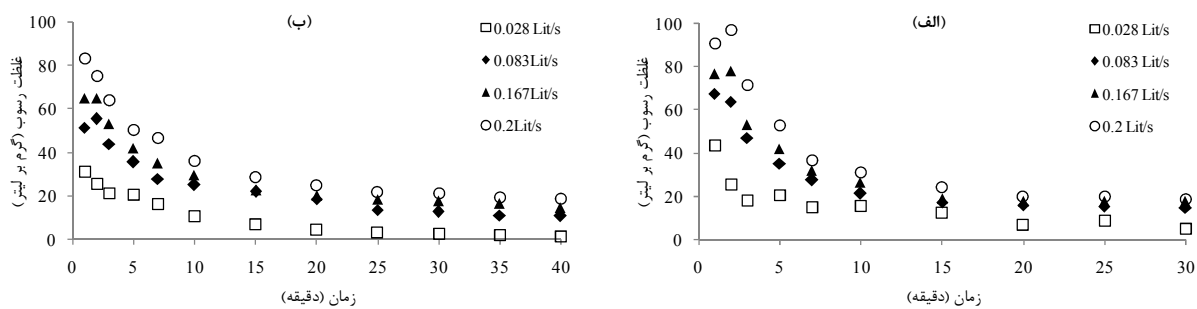 (الف)
غلظت رسوب (گرم بر لیتر)
100
80
60
40
20
0
0 5 10 15 20 25 30
زمان (دقیقه)
0.028 Lit/s
0.083 Lit/s
0.167 Lit/s
0.2 Lit/s
(ب)
غلظت رسوب (گرم بر لیتر)
100
80
60
40
20
0
0 5 10 15 20 25 30 35 40
زمان (دقیقه)
0.028 Lit/s
0.083Lit/s
0.167Lit/s
0.2Lit/s